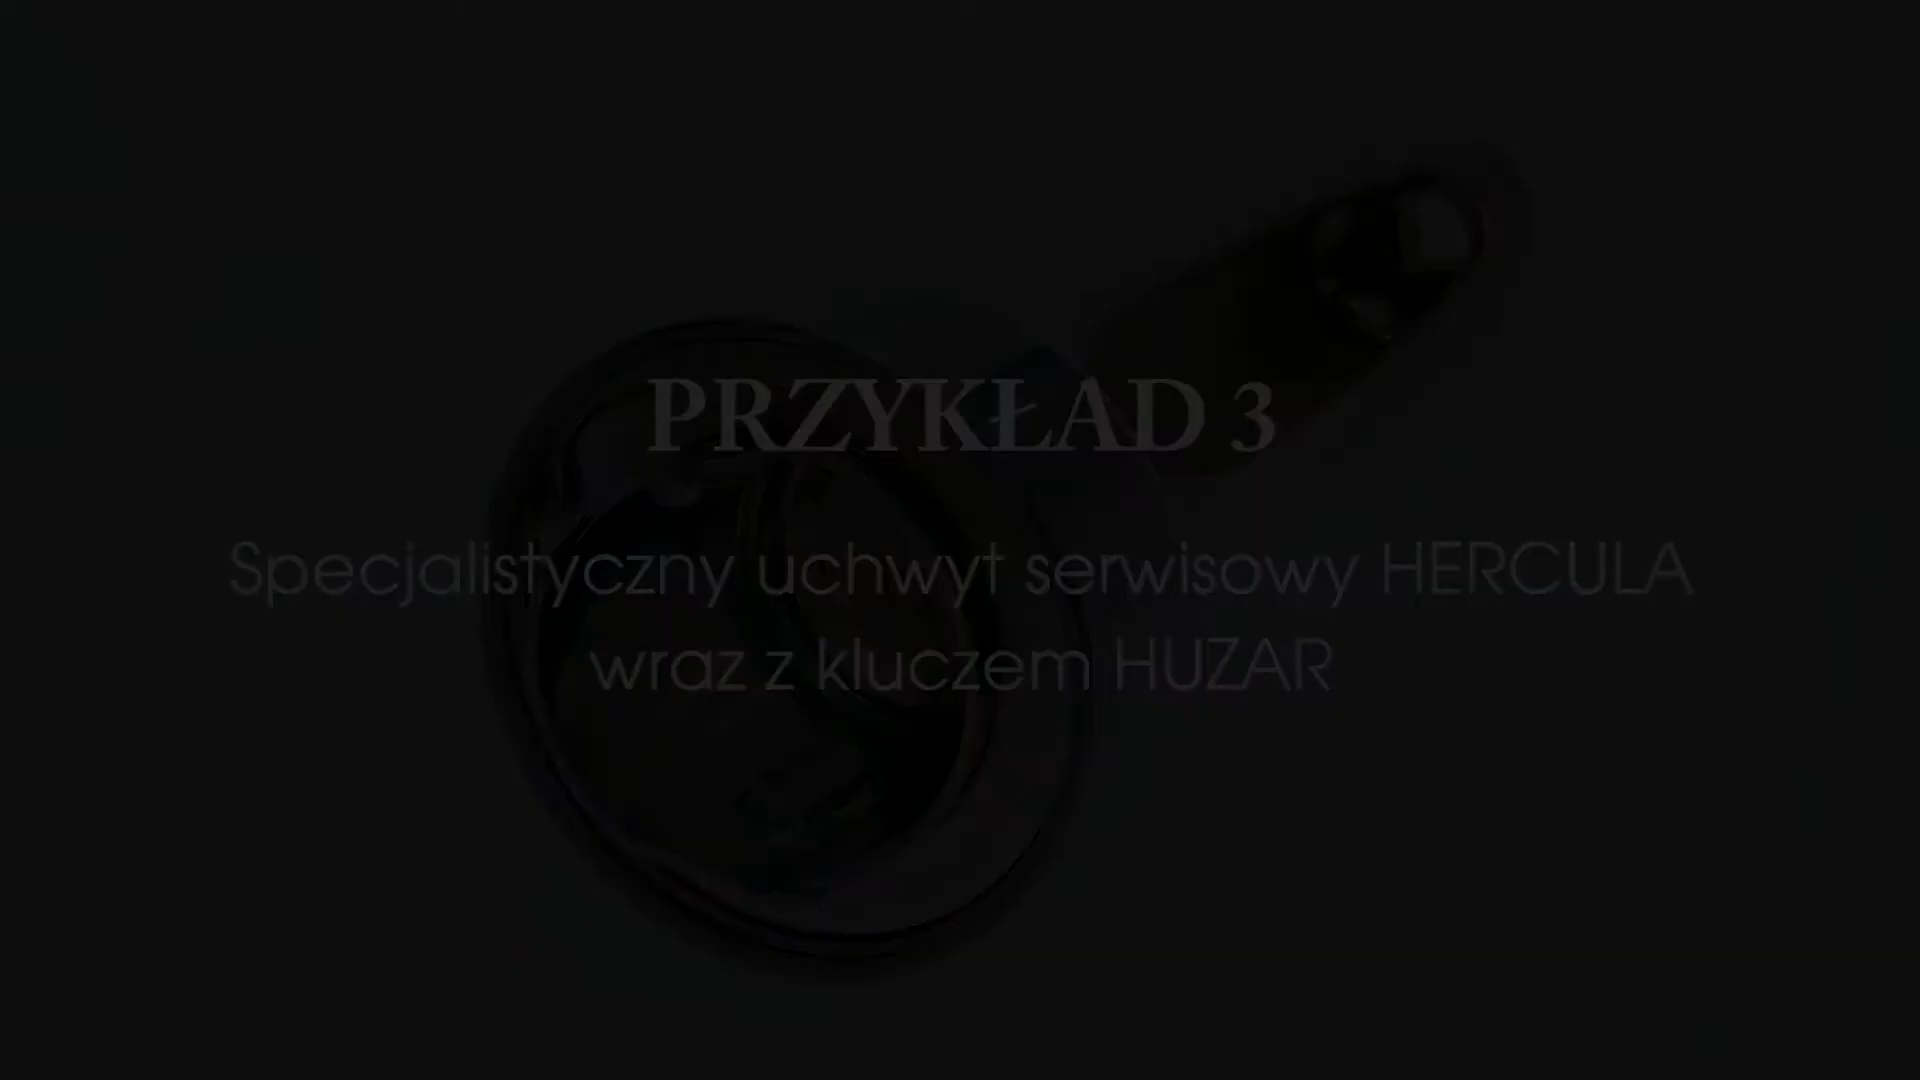 PRZYKŁAD 3
Specjalistyczny uchwyt serwisowy HERCULA
wraz z kluczem HUZAR